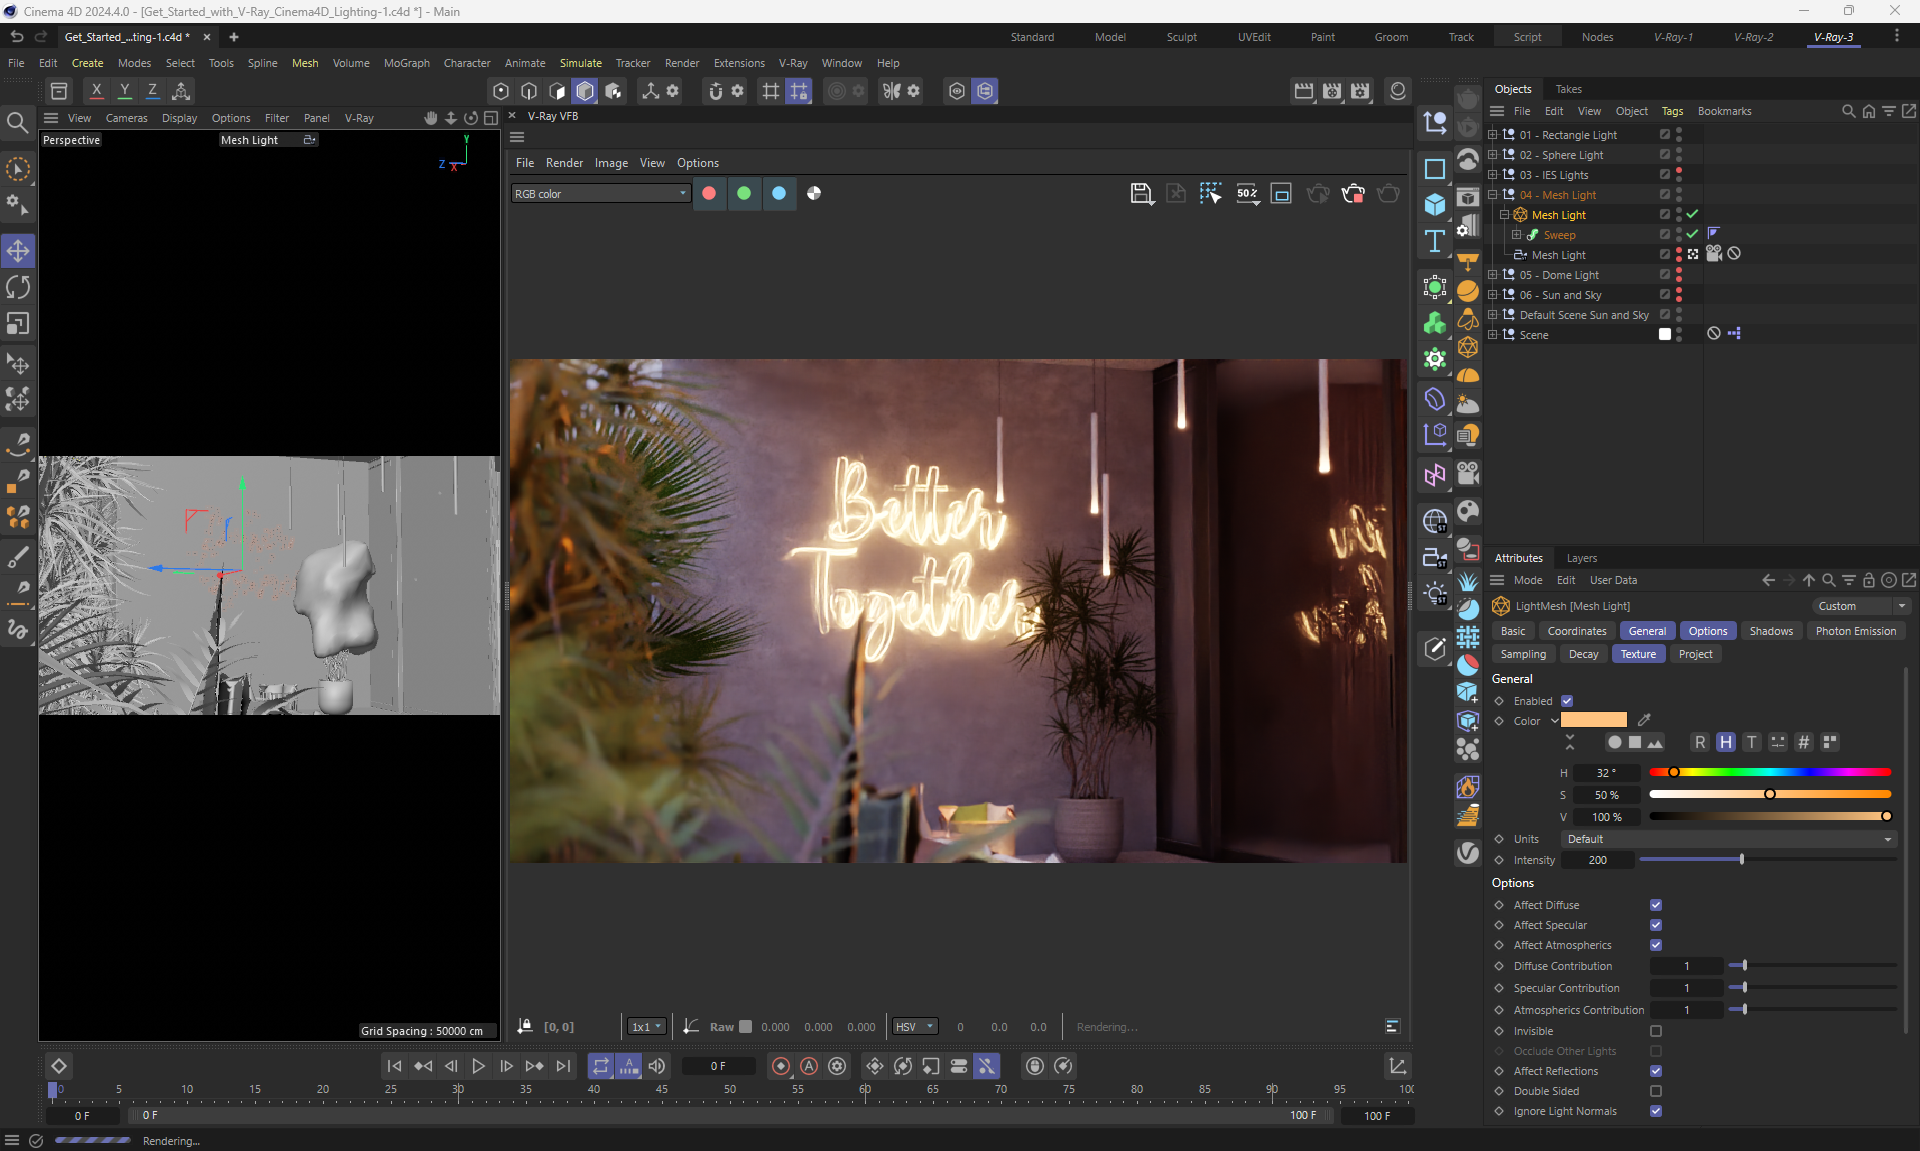 Cinema 4D 2024.4.0 - [Get_Started_with_V-Ray_Cinema4D_Lighting-1.c4d *] - Main
Get_Started_...ting-1.c4d *
Standard Model Sculpt UVEdit Paint Groom Track Script Nodes V-Ray-1 V-Ray-2 V-Ray-3
File Edit Create Modes Select Tools Spline Mesh Volume MoGraph Character Animate Simulate Tracker Render Extensions V-Ray Window Help
X Y Z
View Cameras Display Options Filter Panel V-Ray
Perspective
Mesh Light
Y
Z
X
Grid Spacing : 50000 cm
V-Ray VFB
File Render Image View Options
RGB color
50%
Better
Together
[0, 0]
1x1
Raw 0.000 0.000 0.000
HSV
0 0.0 0.0
Rendering...
Objects Takes
File Edit View Object Tags Bookmarks
01 - Rectangle Light
02 - Sphere Light
03 - IES Lights
04 - Mesh Light
Mesh Light
Sweep
Mesh Light
05 - Dome Light
06 - Sun and Sky
Default Scene Sun and Sky
Scene
Attributes Layers
Mode Edit User Data
LightMesh [Mesh Light]
Custom
Basic Coordinates General Options Shadows Photon Emission
Sampling Decay Texture Project
General
Enabled
Color
R H T #
H 32 °
S 50 %
V 100 %
Units Default
Intensity 200
Options
Affect Diffuse
Affect Specular
Affect Atmospherics
Diffuse Contribution 1
Specular Contribution 1
Atmospherics Contribution 1
Invisible
Occlude Other Lights
Affect Reflections
Double Sided
Ignore Light Normals
0 F
0 5 10 15 20 25 30 35 40 45 50 55 60 65 70 75 80 85 90 95 100
0 F 0 F 100 F 100 F
Rendering...